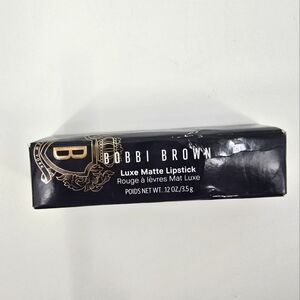 B
BOBBI BROWN
Luxe Matte Lipstick
Rouge à lèvres Mat Luxe
POIDS NET WT. .12 OZ./3.5 g